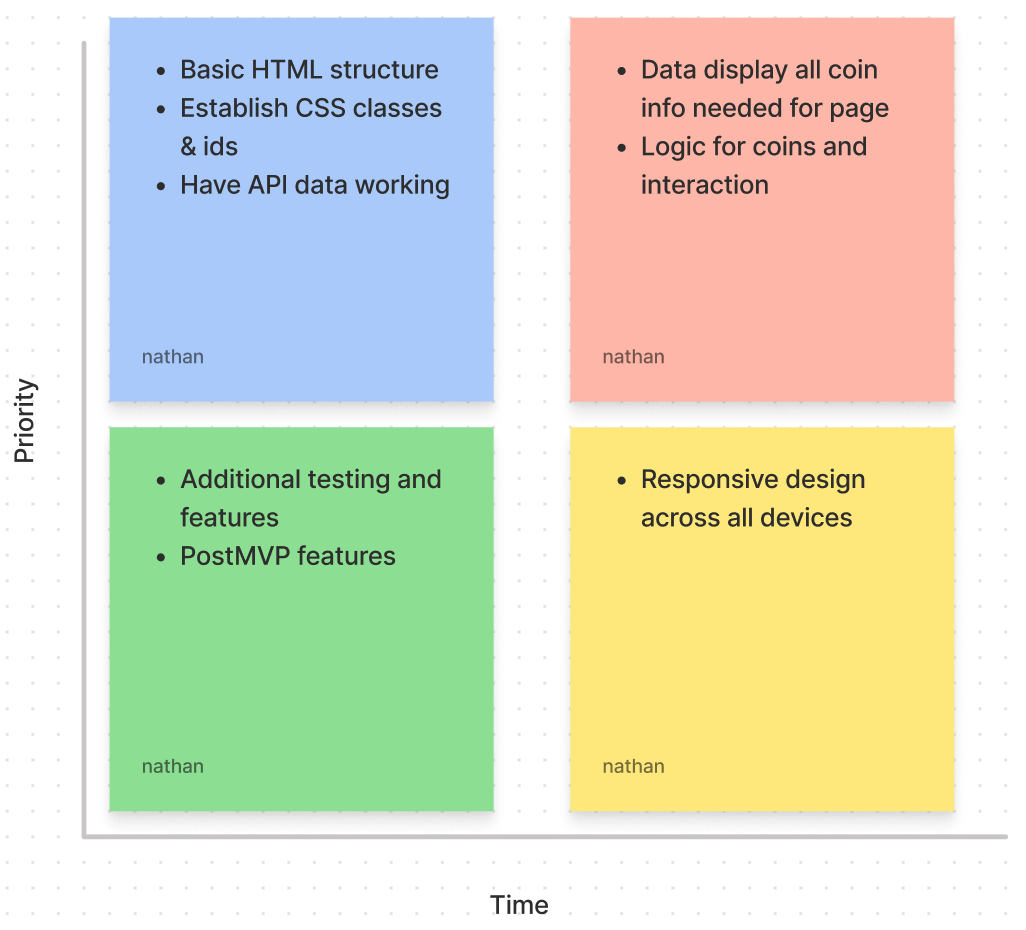 • Basic HTML structure
• Establish CSS classes
& ids
• Have API data working
nathan
• Data display all coin
info needed for page
• Logic for coins and
interaction
nathan
Priority
• Additional testing and
features
• PostMVP features
nathan
• Responsive design
across all devices
nathan
Time